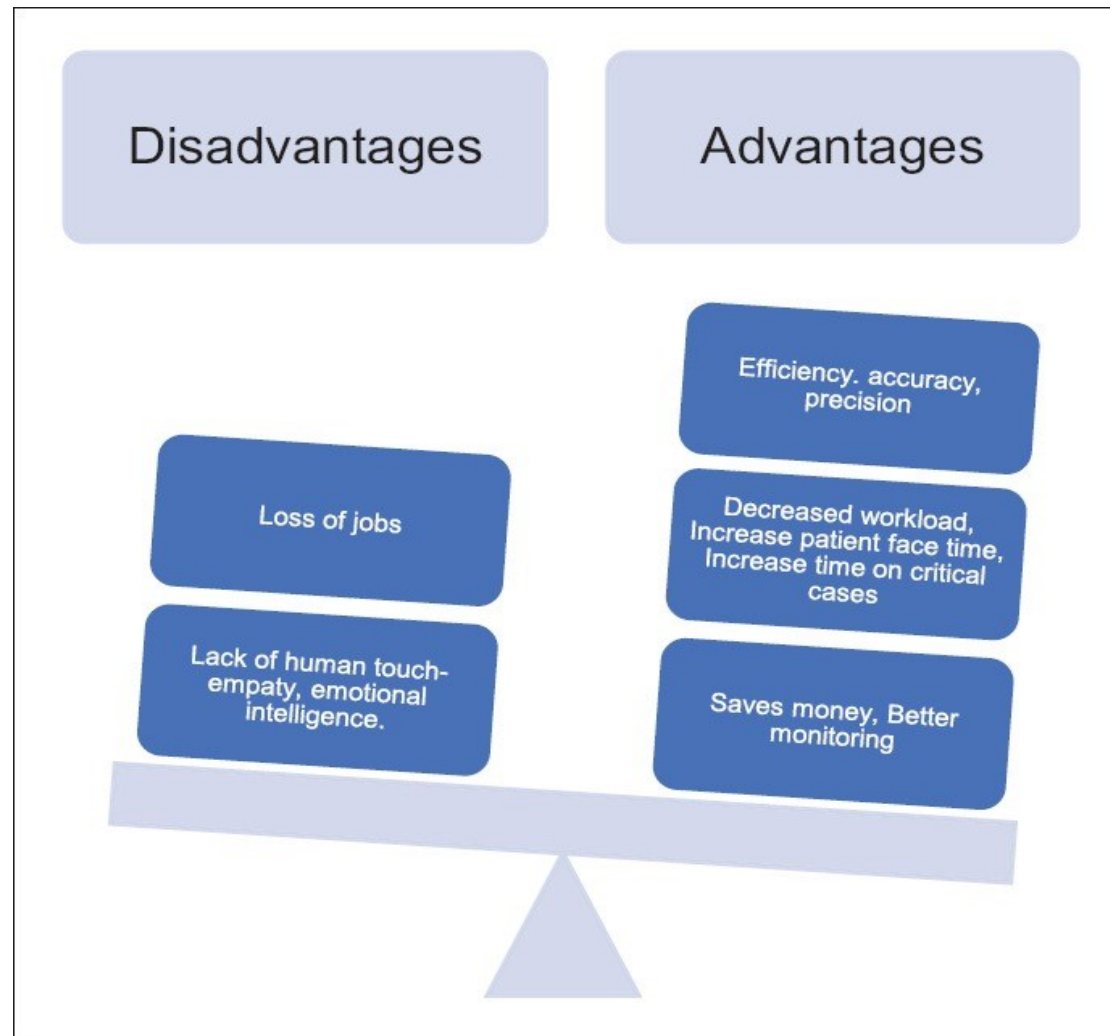 Disadvantages
Advantages
Loss of jobs
Lack of human touch-
empaty, emotional
intelligence.
Efficiency. accuracy,
precision
Decreased workload,
Increase patient face time,
Increase time on critical
cases
Saves money, Better
monitoring